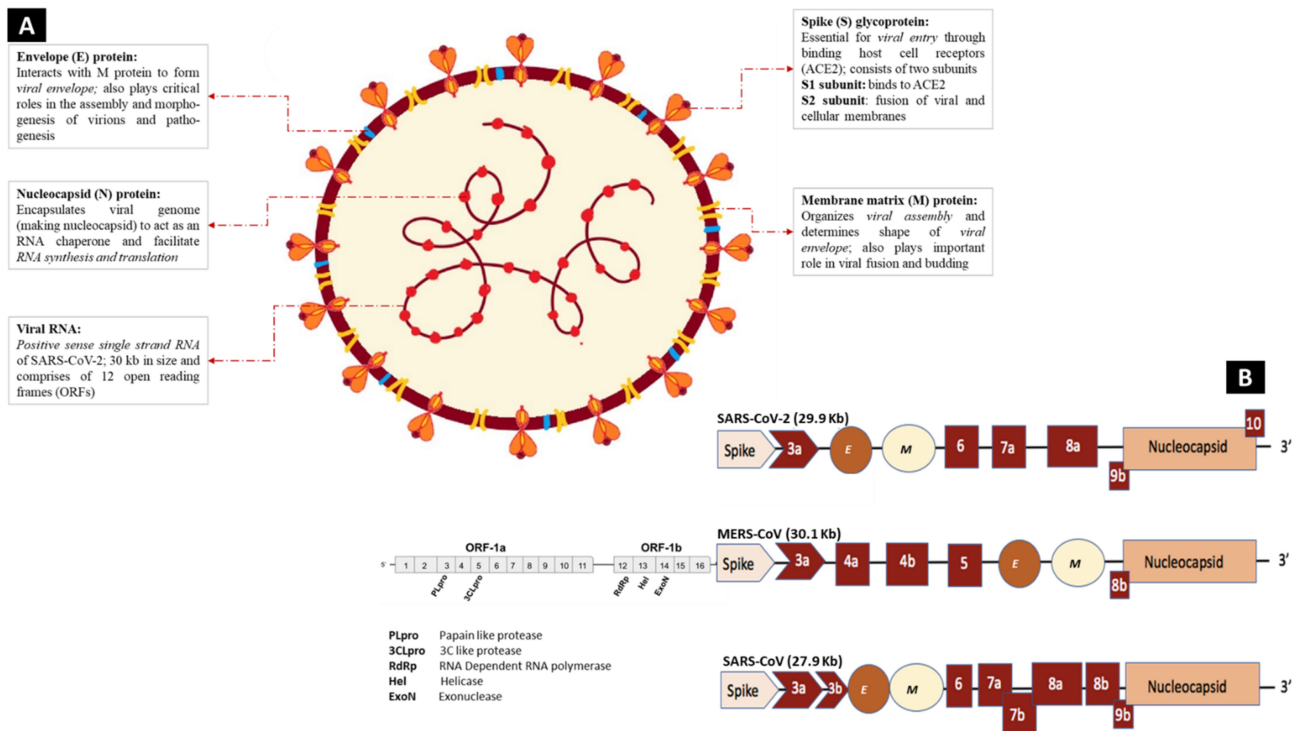 A
Envelope (E) protein:
Interacts with M protein to form
viral envelope; also plays critical
roles in the assembly and morpho-
genesis of virions and patho-
genesis
Nucleocapsid (N) protein:
Encapsulates viral genome
(making nucleocapsid) to act as an
RNA chaperone and facilitate
RNA synthesis and translation
Viral RNA:
Positive sense single strand RNA
of SARS-CoV-2; 30 kb in size and
comprises of 12 open reading
frames (ORFs)
Spike (S) glycoprotein:
Essential for viral entry through
binding host cell receptors
(ACE2); consists of two subunits
S1 subunit: binds to ACE2
S2 subunit: fusion of viral and
cellular membranes
Membrane matrix (M) protein:
Organizes viral assembly and
determines shape of viral
envelope; also plays important
role in viral fusion and budding
B
SARS-CoV-2 (29.9 Kb)
Spike 3a E M 6 7a 8a 9b Nucleocapsid 10 3'
MERS-CoV (30.1 Kb)
Spike 3a 4a 4b 5 E M 8b Nucleocapsid 3'
ORF-1a ORF-1b
5' 1 2 3 4 5 6 7 8 9 10 11 12 13 14 15 16
PLpro 3CLpro RdRp Hel ExoN
PLpro Papain like protease
3CLpro 3C like protease
RdRp RNA Dependent RNA polymerase
Hel Helicase
ExoN Exonuclease
SARS-CoV (27.9 Kb)
Spike 3a 3b E M 6 7a 7b 8a 8b 9b Nucleocapsid 3'